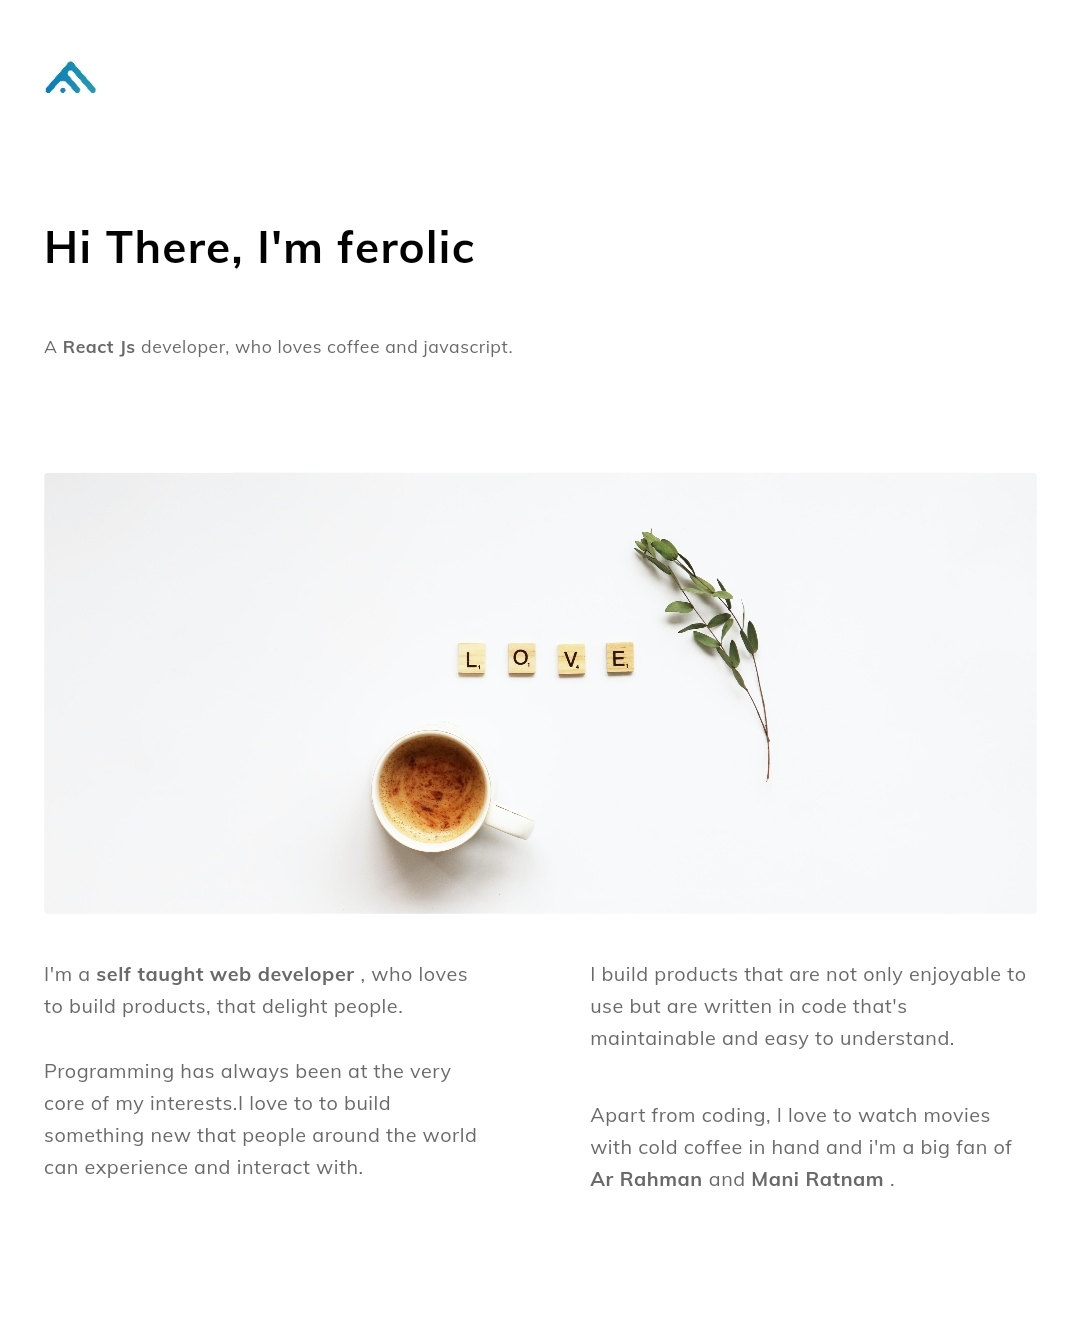 Hi There, I'm ferolic
A React Js developer, who loves coffee and javascript.
L O V E
I'm a self taught web developer , who loves
to build products, that delight people.
Programming has always been at the very
core of my interests.I love to to build
something new that people around the world
can experience and interact with.
I build products that are not only enjoyable to
use but are written in code that's
maintainable and easy to understand.
Apart from coding, I love to watch movies
with cold coffee in hand and i'm a big fan of
Ar Rahman and Mani Ratnam .